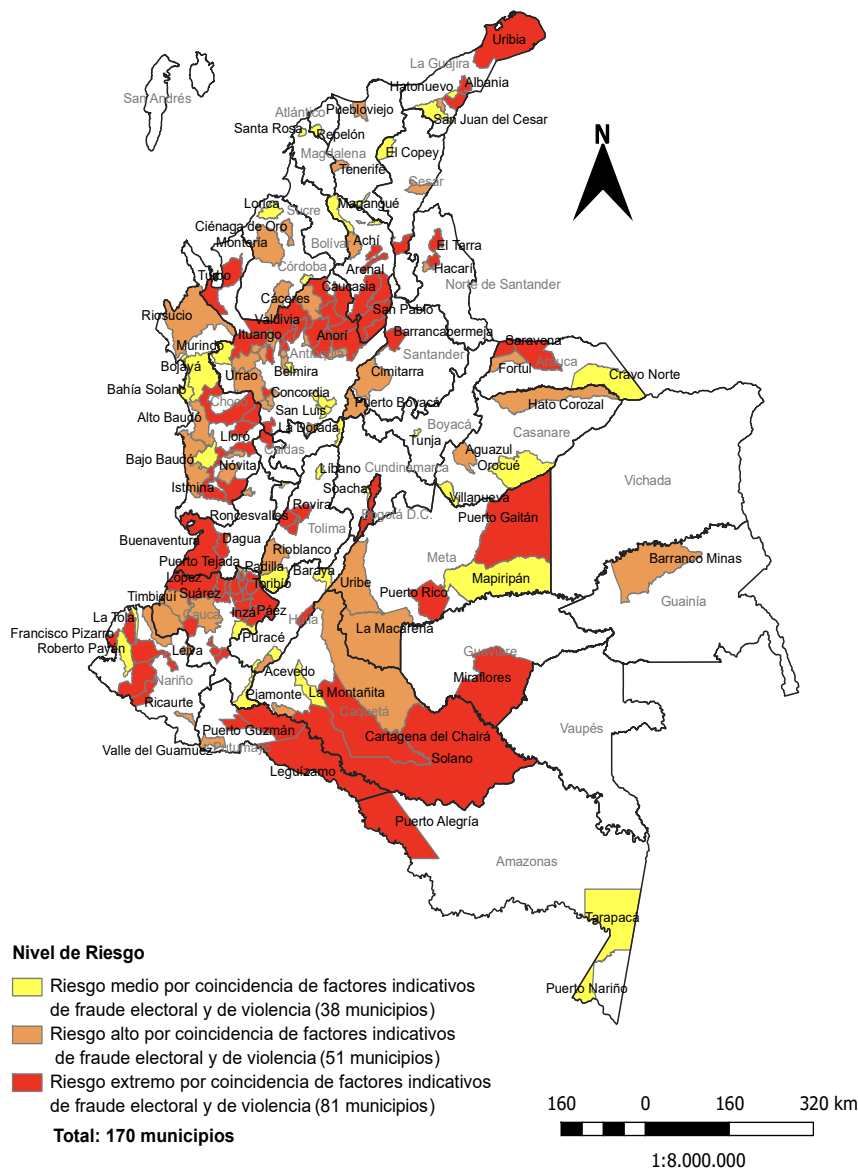 Uribia
La Guajira
Hatonuevo
Albania
San Andrés
Atlántico
Puebloviejo
San Juan del Cesar
Santa Rosa
Repelón
N
Magdalena
El Copey
Tenerife
Cesar
Lorica
Sucre
Magangué
Ciénaga de Oro
Montería
Bolíva
Achí
El Tarra
Córdoba
Arenal
Hacarí
Turbo
Caucasia
Norte de Santander
Cáceres
San Pablo
Riosucio
Valdivia
Ituango
Anorí
Barrancabermeja
Saravena
Murindó
Santander
Arauca
Bojayá
Belmira
Cimitarra
Fortul
Cravo Norte
Urrao
Bahía Solano
Concordia
Chocó
San Luis
Puerto Boyacá
Hato Corozal
Alto Baudó
La Dorada
Boyacá
Lloró
Tunja
Casanare
Caldas
Aguazul
Bajo Baudó
Nóvita
Líbano
Cundinamarca
Orocué
Vichada
Istmina
Soacha
Villanueva
Rovira
Bogotá D.C.
Roncesvalles
Puerto Gaitán
Tolima
Buenaventura
Dagua
Rioblanco
Meta
Barranco Minas
Puerto Tejada
Padilla
Baraya
López
Toribío
Uribe
Mapiripán
Suárez
Puerto Rico
Guainía
Timbiquí
Inzá
Páez
La Tola
Cauca
Huila
La Macarena
Francisco Pizarro
Puracé
Roberto Payán
Leiva
Guaviare
Acevedo
Miraflores
Nariño
Piamonte
La Montañita
Ricaurte
Caquetá
Vaupés
Puerto Guzmán
Cartagena del Chairá
Valle del Guamuez
Putumayo
Solano
Leguízamo
Puerto Alegría
Amazonas
Tarapacá
Puerto Nariño
Nivel de Riesgo
Riesgo medio por coincidencia de factores indicativos
de fraude electoral y de violencia (38 municipios)
Riesgo alto por coincidencia de factores indicativos
de fraude electoral y de violencia (51 municipios)
Riesgo extremo por coincidencia de factores indicativos
de fraude electoral y de violencia (81 municipios)
Total: 170 municipios
160 0 160 320 km
1:8.000.000